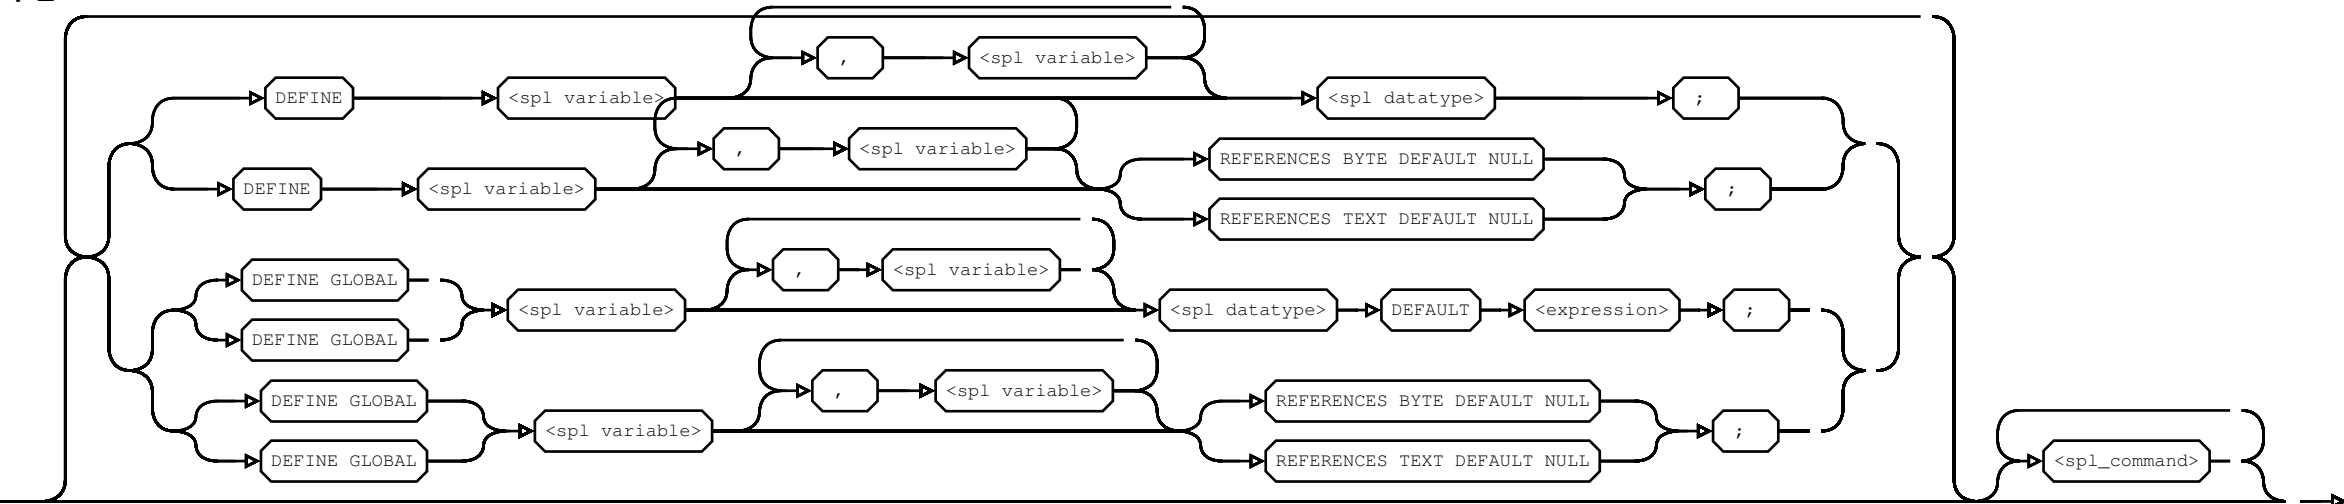 , <spl variable>
DEFINE <spl variable> <spl datatype> ;
, <spl variable> REFERENCES BYTE DEFAULT NULL
DEFINE <spl variable> ;
REFERENCES TEXT DEFAULT NULL
, <spl variable>
DEFINE GLOBAL
<spl variable> <spl datatype> DEFAULT <expression> ;
DEFINE GLOBAL
, <spl variable>
DEFINE GLOBAL REFERENCES BYTE DEFAULT NULL
<spl variable> ;
DEFINE GLOBAL REFERENCES TEXT DEFAULT NULL <spl_command>